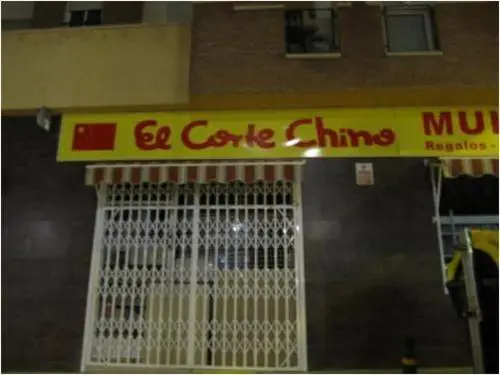 El Corte Chino
MU
Regalos -